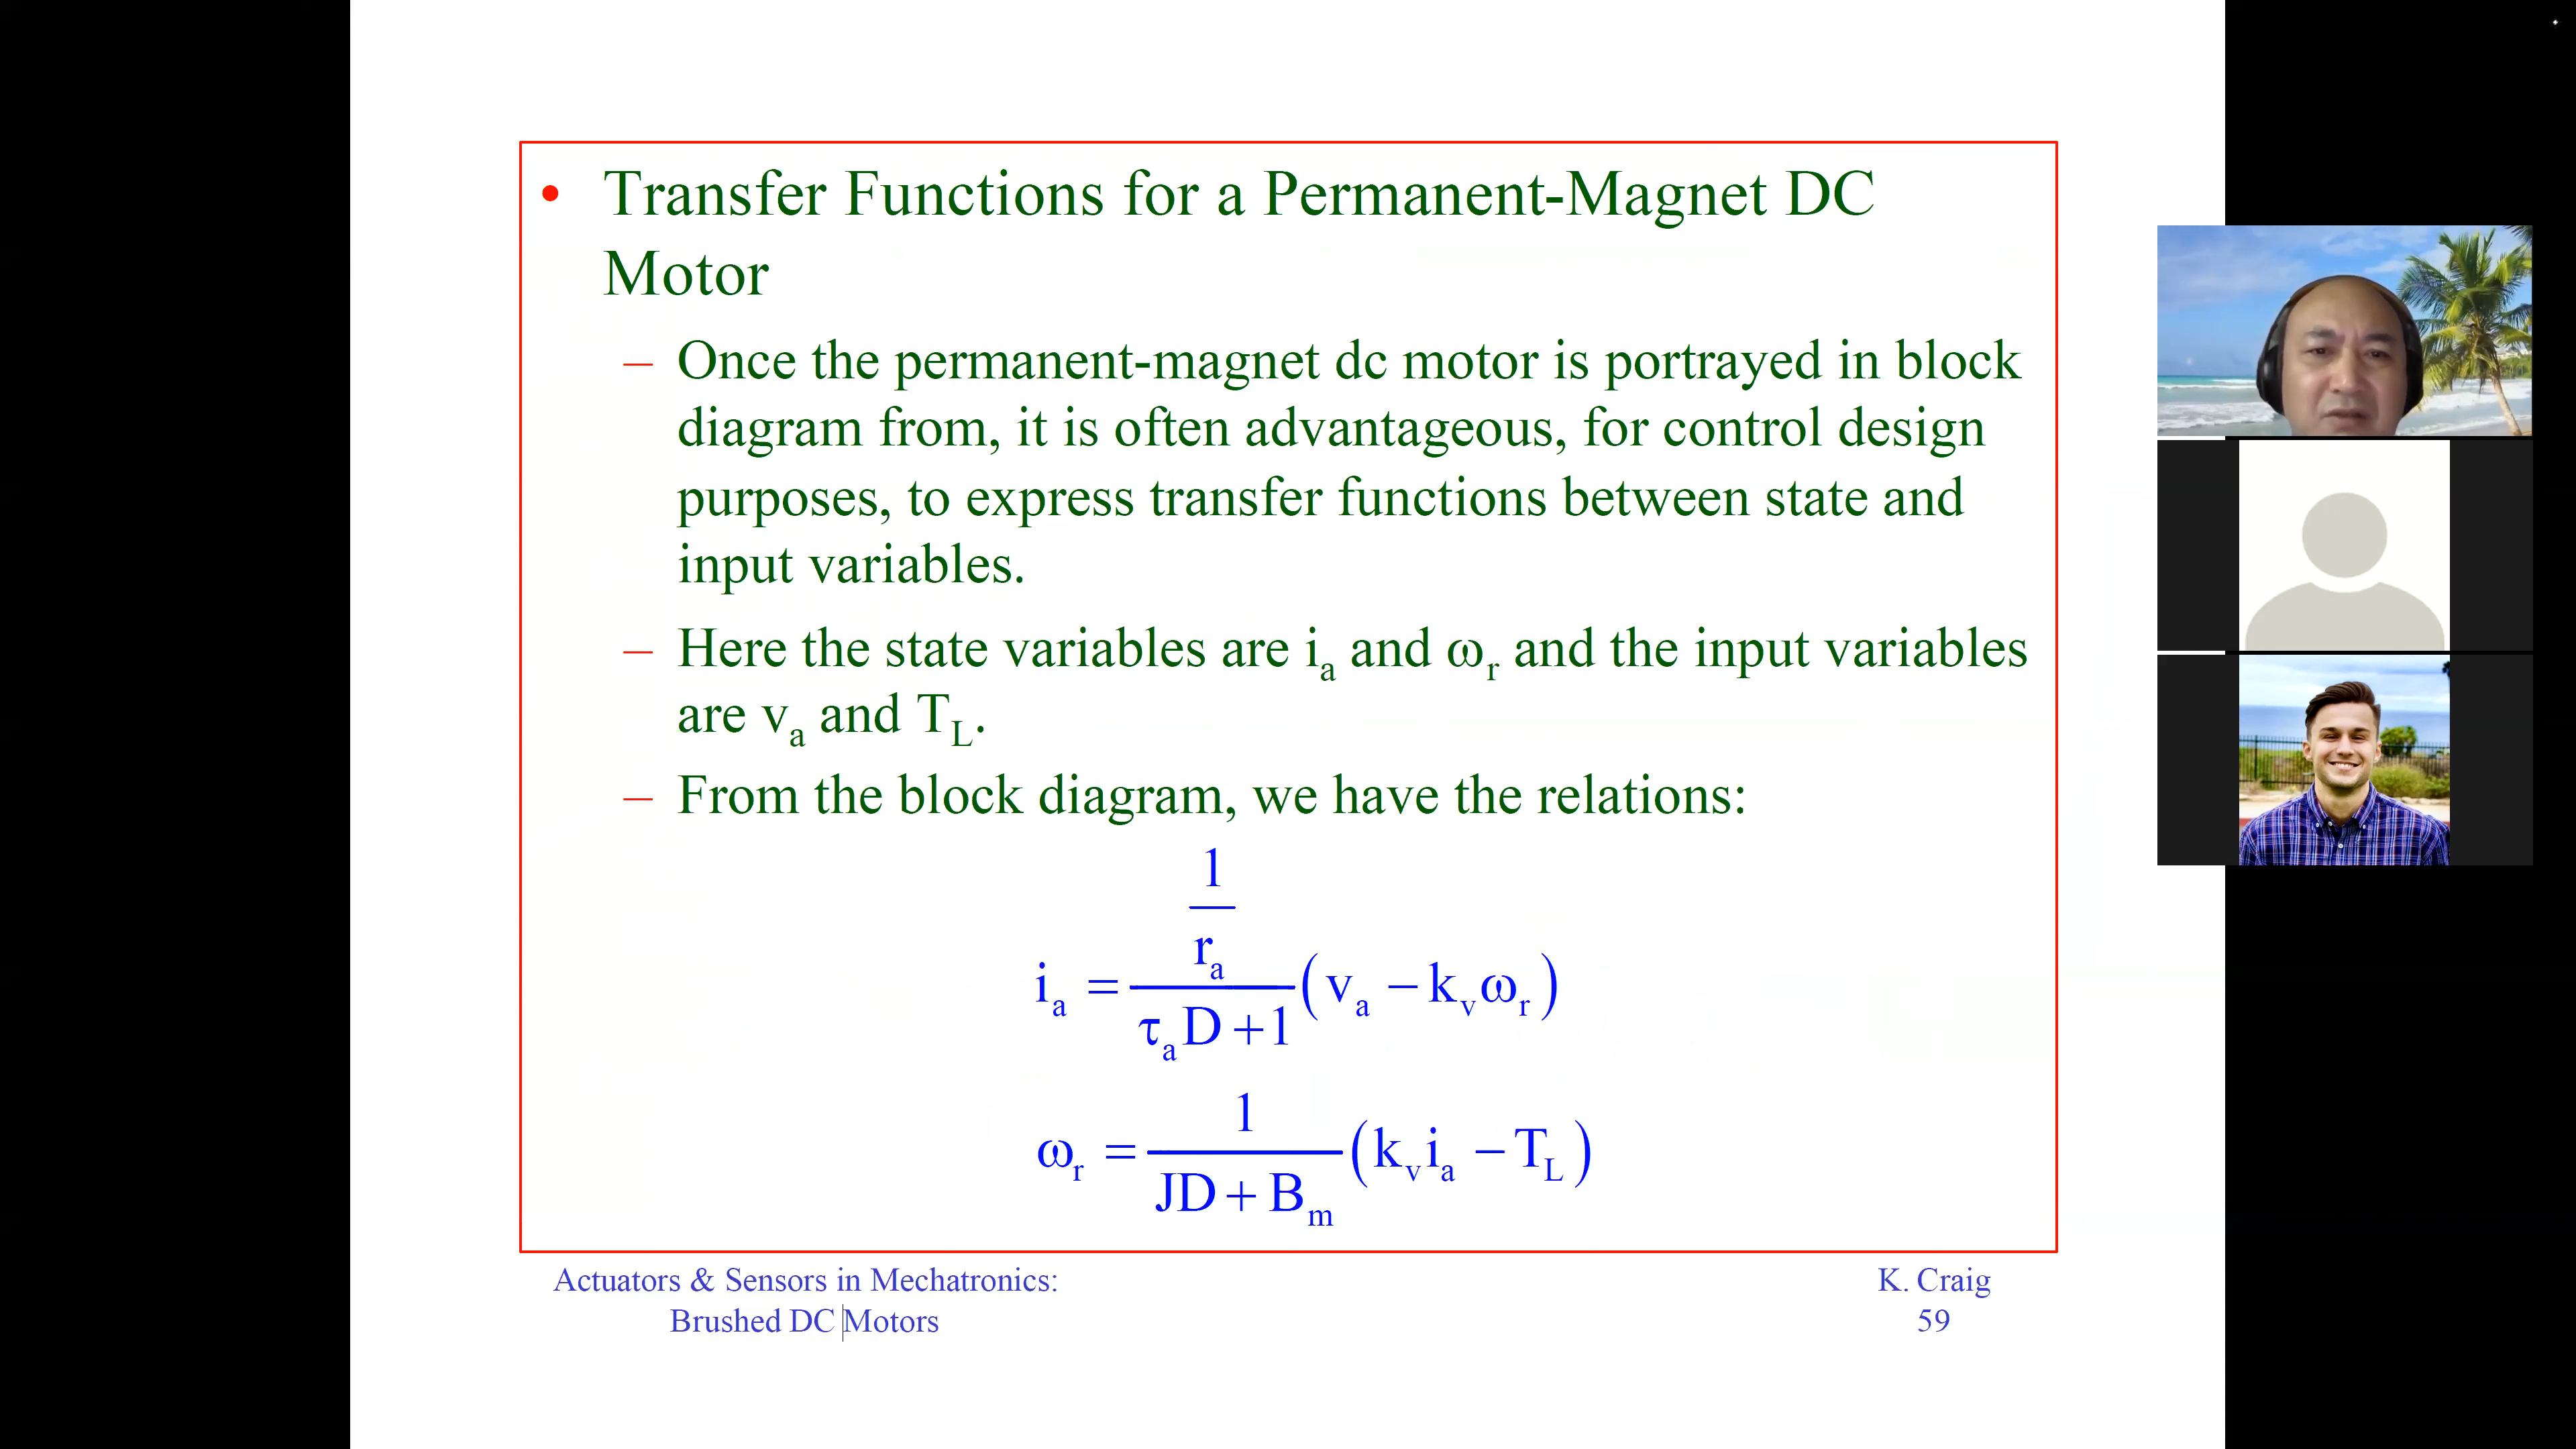 • Transfer Functions for a Permanent-Magnet DC
Motor
– Once the permanent-magnet dc motor is portrayed in block
diagram from, it is often advantageous, for control design
purposes, to express transfer functions between state and
input variables.
– Here the state variables are iₐ and ωᵣ and the input variables
are vₐ and T_L.
– From the block diagram, we have the relations:
iₐ = (1/rₐ)/(τₐD + 1) (vₐ − kᵥωᵣ)
ωᵣ = 1/(JD + Bₘ) (kᵥiₐ − T_L)
Actuators & Sensors in Mechatronics:
Brushed DC Motors
K. Craig
59